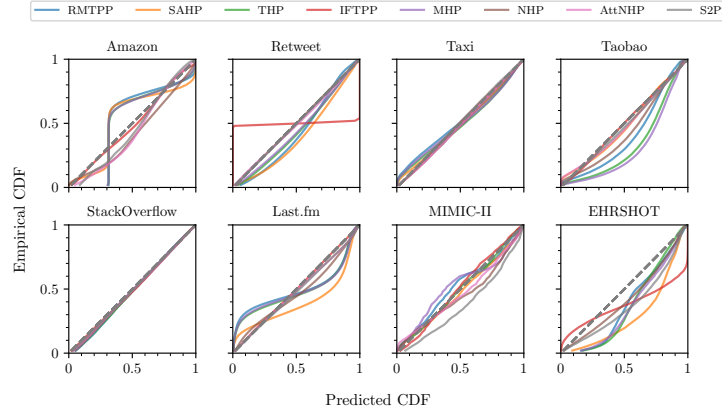 RMTPP SAHP THP IFTPP MHP NHP AttNHP S2P
Amazon Retweet Taxi Taobao
1
0.5
0
StackOverflow Last.fm MIMIC-II EHRSHOT
1
0.5
0
0 0.5 1 0 0.5 1 0 0.5 1 0 0.5 1
Empirical CDF
Predicted CDF